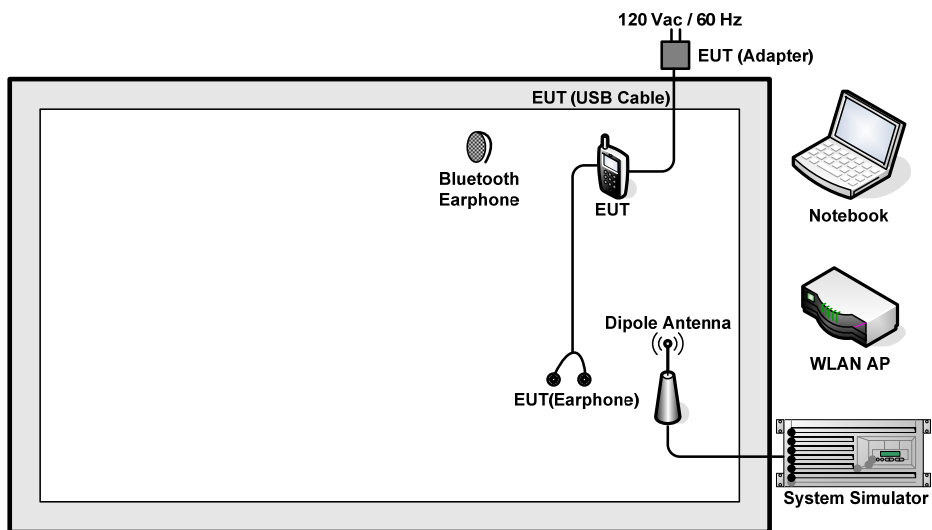 120 Vac / 60 Hz
EUT (Adapter)
EUT (USB Cable)
Bluetooth
Earphone
EUT
Notebook
Dipole Antenna
WLAN AP
EUT(Earphone)
System Simulator